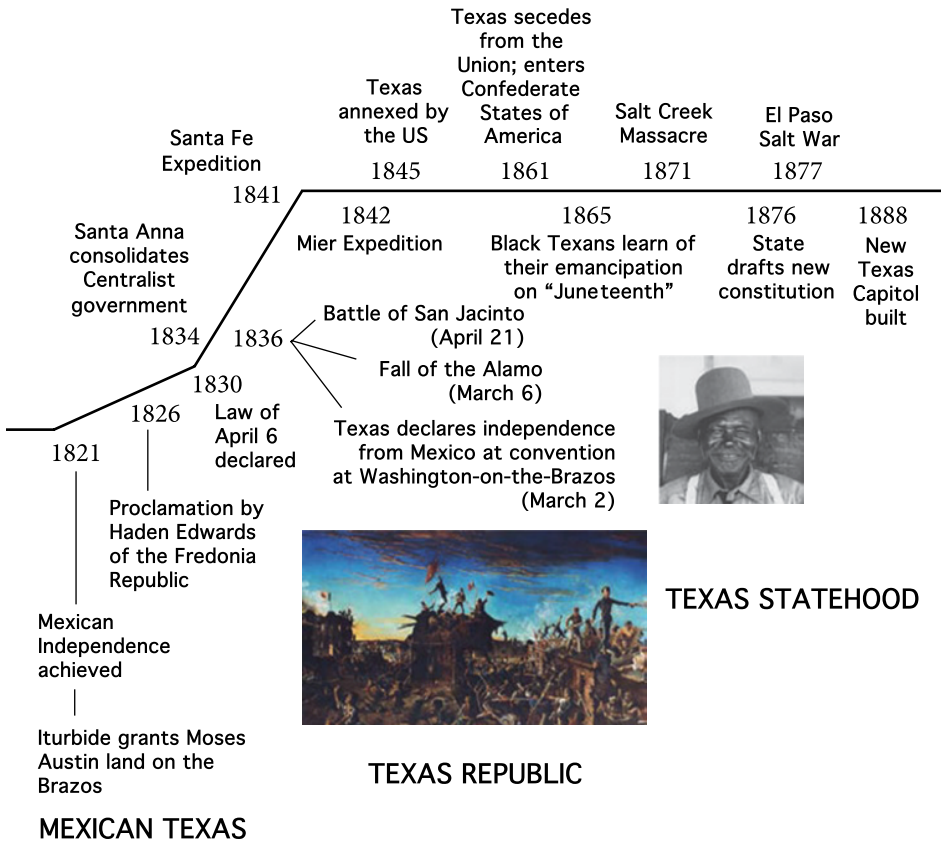 Texas secedes
from the
Union; enters
Confederate
States of
America
1861
Texas
annexed by
the US
1845
Salt Creek
Massacre
1871
El Paso
Salt War
1877
Santa Fe
Expedition
1841
1842
Mier Expedition
1865
Black Texans learn of
their emancipation
on “Juneteenth”
1876
State
drafts new
constitution
1888
New
Texas
Capitol
built
Santa Anna
consolidates
Centralist
government
1834
1836
Battle of San Jacinto
(April 21)
Fall of the Alamo
(March 6)
Texas declares independence
from Mexico at convention
at Washington-on-the-Brazos
(March 2)
1830
Law of
April 6
declared
1826
Proclamation by
Haden Edwards
of the Fredonia
Republic
1821
Mexican
Independence
achieved
Iturbide grants Moses
Austin land on the
Brazos
MEXICAN TEXAS
TEXAS REPUBLIC
TEXAS STATEHOOD